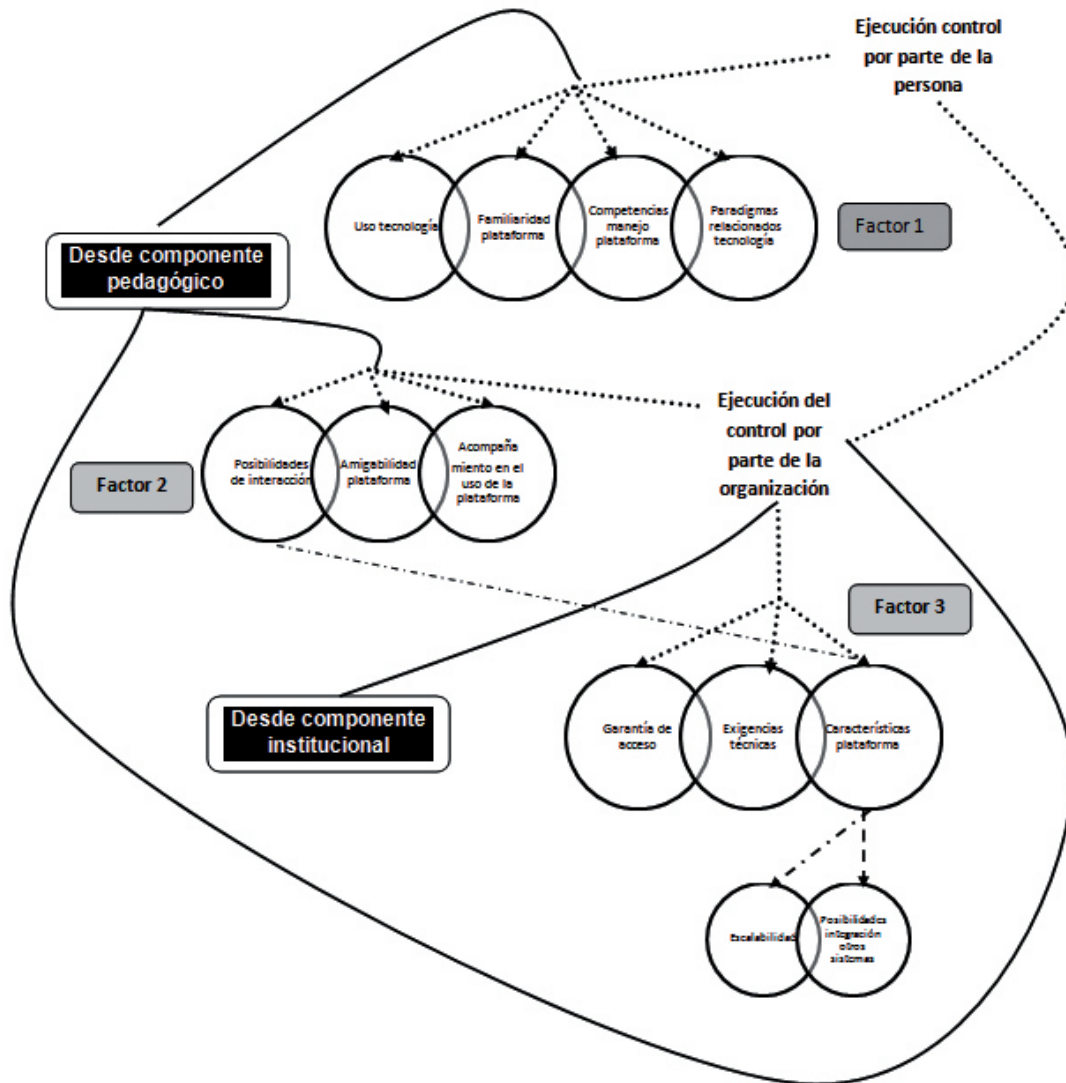 Ejecución control
por parte de la
persona
Uso tecnología
Familiaridad
plataforma
Competencias
manejo
plataforma
Paradigmas
relacionados
tecnología
Factor 1
Desde componente
pedagógico
Ejecución del
control por
parte de la
organización
Posibilidades
de interacción
Amigabilidad
plataforma
Acompaña
miento en el
uso de la
plataforma
Factor 2
Factor 3
Desde componente
institucional
Garantía de
acceso
Exigencias
técnicas
Características
plataforma
Escalabilidad
Posibilidades
integración
otros
sistemas